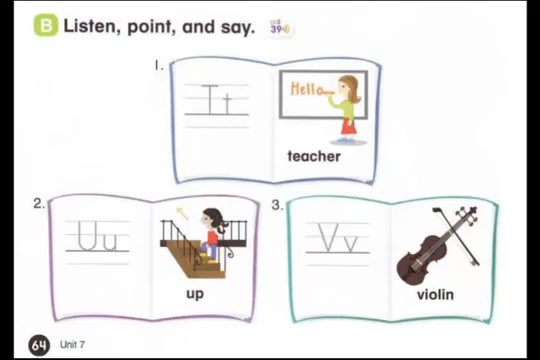 B Listen, point, and say. 39
1.
Tt
Hello
teacher
2.
Uu
up
3.
Vv
violin
64 Unit 7